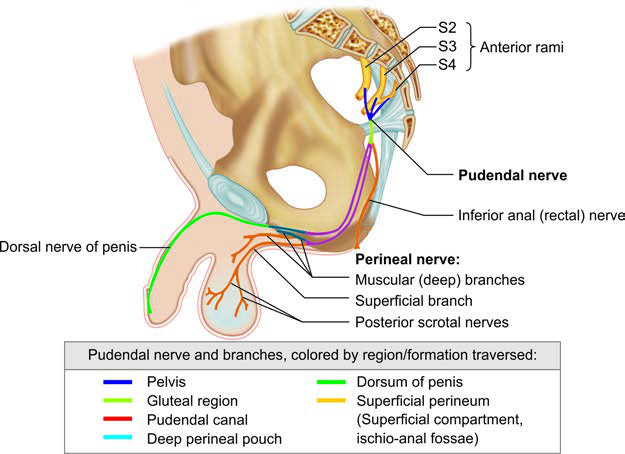 S2
S3
S4
Anterior rami
Pudendal nerve
Inferior anal (rectal) nerve
Dorsal nerve of penis
Perineal nerve:
Muscular (deep) branches
Superficial branch
Posterior scrotal nerves
Pudendal nerve and branches, colored by region/formation traversed:
Pelvis
Gluteal region
Pudendal canal
Deep perineal pouch
Dorsum of penis
Superficial perineum
(Superficial compartment,
ischio-anal fossae)